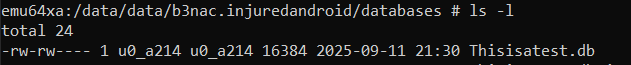 emu64xa:/data/data/b3nac.injuredandroid/databases # ls -l
total 24
-rw-rw---- 1 u0_a214 u0_a214 16384 2025-09-11 21:30 Thisisatest.db